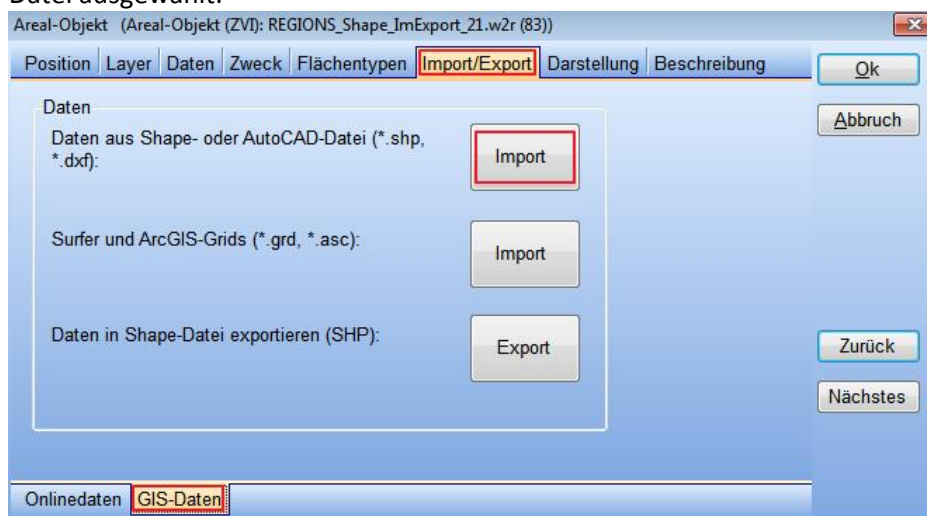 Datei ausgewählt.
Areal-Objekt (Areal-Objekt (ZVI): REGIONS_Shape_ImExport_21.w2r (83))
Position Layer Daten Zweck Flächentypen Import/Export Darstellung Beschreibung
Ok
Abbruch
Daten
Daten aus Shape- oder AutoCAD-Datei (*.shp,
*.dxf):
Import
Surfer und ArcGIS-Grids (*.grd, *.asc):
Import
Daten in Shape-Datei exportieren (SHP):
Export
Zurück
Nächstes
Onlinedaten GIS-Daten